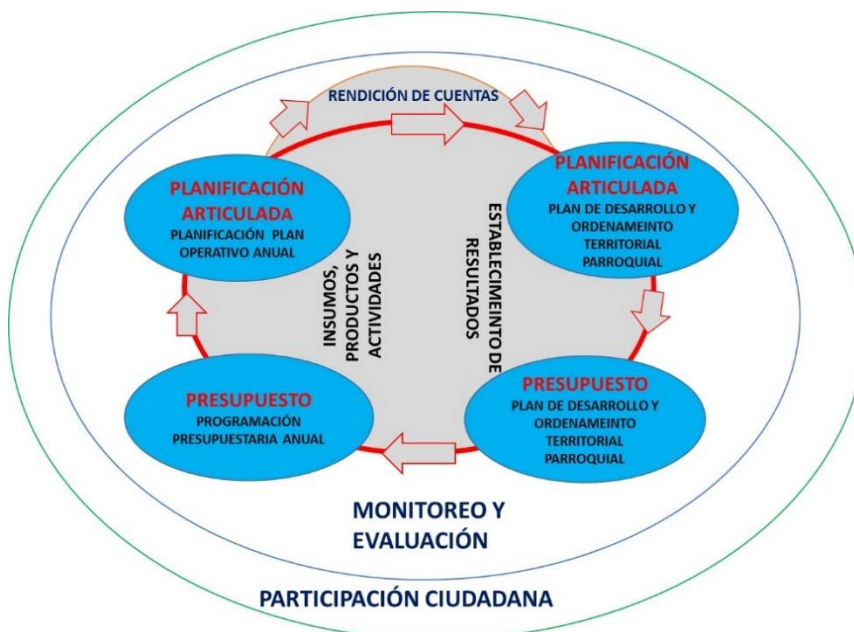 RENDICIÓN DE CUENTAS
PLANIFICACIÓN
ARTICULADA
PLANIFICACIÓN PLAN
OPERATIVO ANUAL
PLANIFICACIÓN
ARTICULADA
PLAN DE DESARROLLO Y
ORDENAMEINTO
TERRITORIAL
PARROQUIAL
INSUMOS,
PRODUCTOS Y
ACTIVIDADES
ESTABLECIMEINTO DE
RESULTADOS
PRESUPUESTO
PROGRAMACIÓN
PRESUPUESTARIA ANUAL
PRESUPUESTO
PLAN DE DESARROLLO Y
ORDENAMEINTO
TERRITORIAL
PARROQUIAL
MONITOREO Y
EVALUACIÓN
PARTICIPACIÓN CIUDADANA